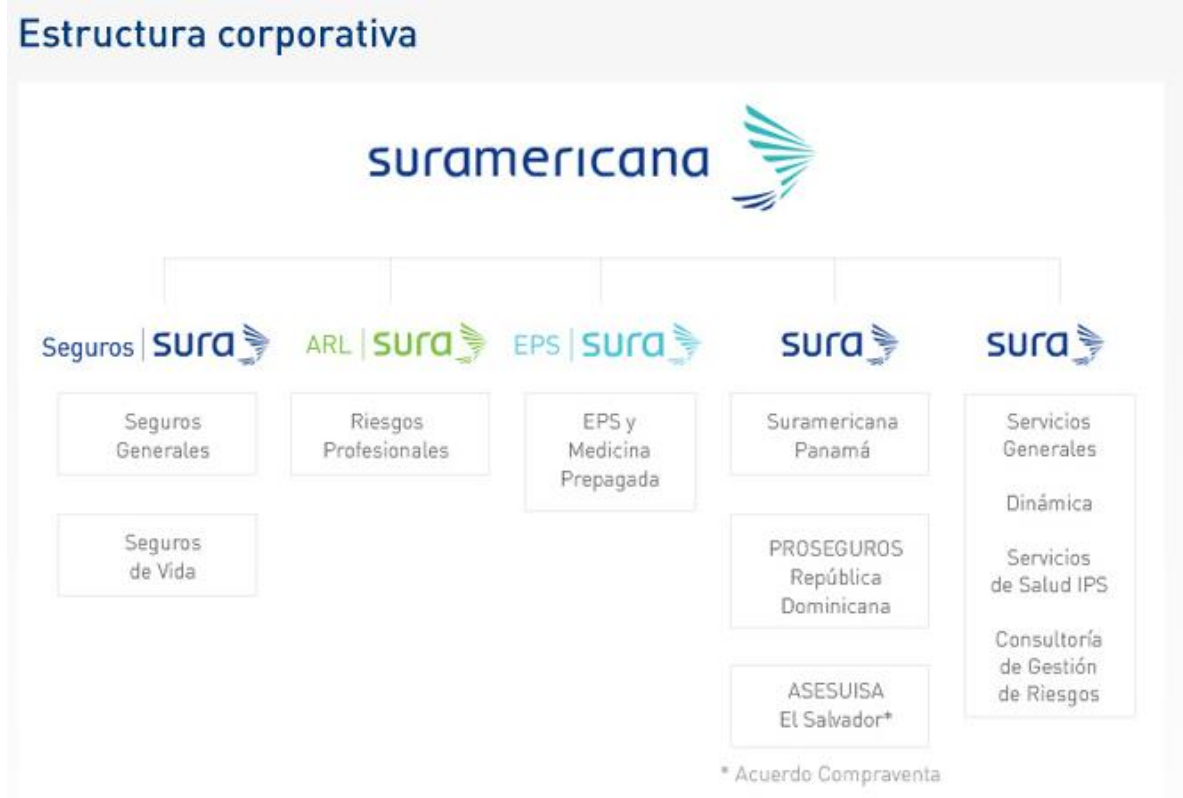 Estructura corporativa
suramericana
Seguros | sura
ARL | sura
EPS | sura
sura
sura
Seguros
Generales
Seguros
de Vida
Riesgos
Profesionales
EPS y
Medicina
Prepagada
Suramericana
Panamá
PROSEGUROS
República
Dominicana
ASESUISA
El Salvador*
* Acuerdo Compraventa
Servicios
Generales
Dinámica
Servicios
de Salud IPS
Consultoría
de Gestión
de Riesgos